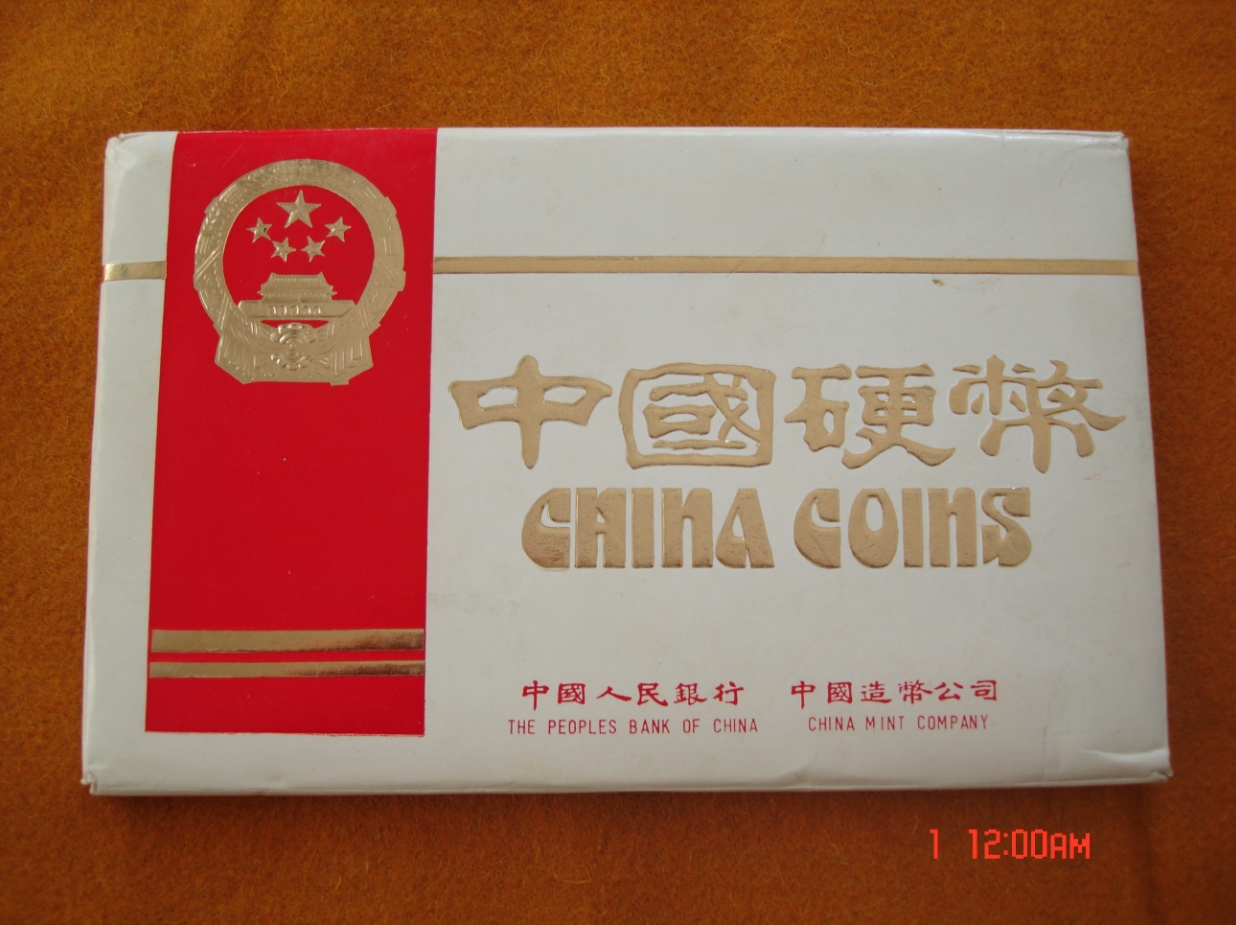 中國硬幣
CHINA COINS
中國人民銀行 中國造幣公司
THE PEOPLES BANK OF CHINA CHINA MINT COMPANY
1 12:00AM